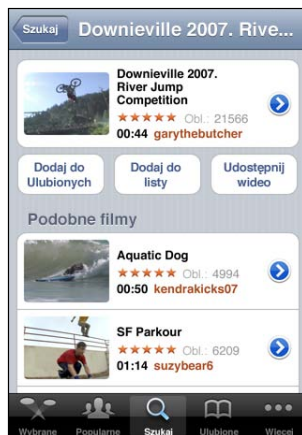 Szukaj
Downieville 2007. Rive...
Downieville 2007.
River Jump
Competition
Obl.: 21566
00:44 garythebutcher
Dodaj do
Ulubionych
Dodaj do
listy
Udostępnij
wideo
Podobne filmy
Aquatic Dog
Obl.: 4994
00:50 kendrakicks07
SF Parkour
Obl.: 6209
01:14 suzybear6
Wybrane
Popularne
Szukaj
Ulubione
Więcej